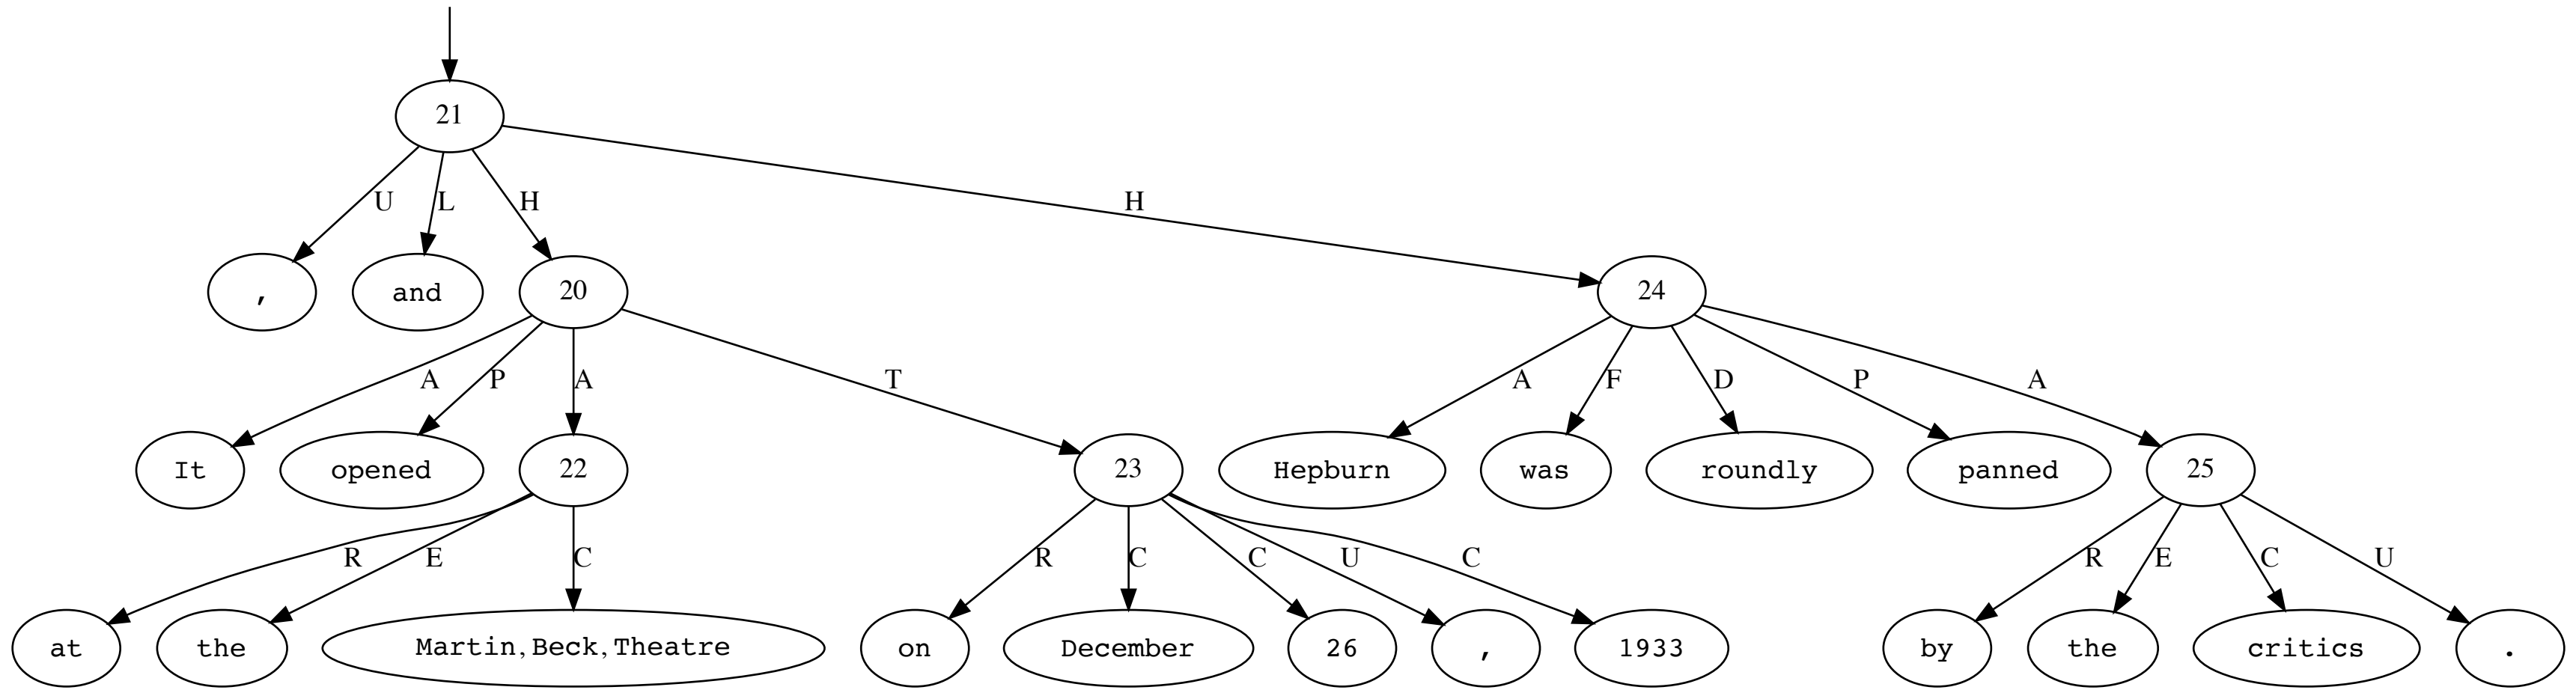 21
U L H H
, and 20 24
A P A T A F D P A
It opened 22 23 Hepburn was roundly panned 25
R E C R C C U C R E C U
at the Martin,Beck,Theatre on December 26 , 1933 by the critics .